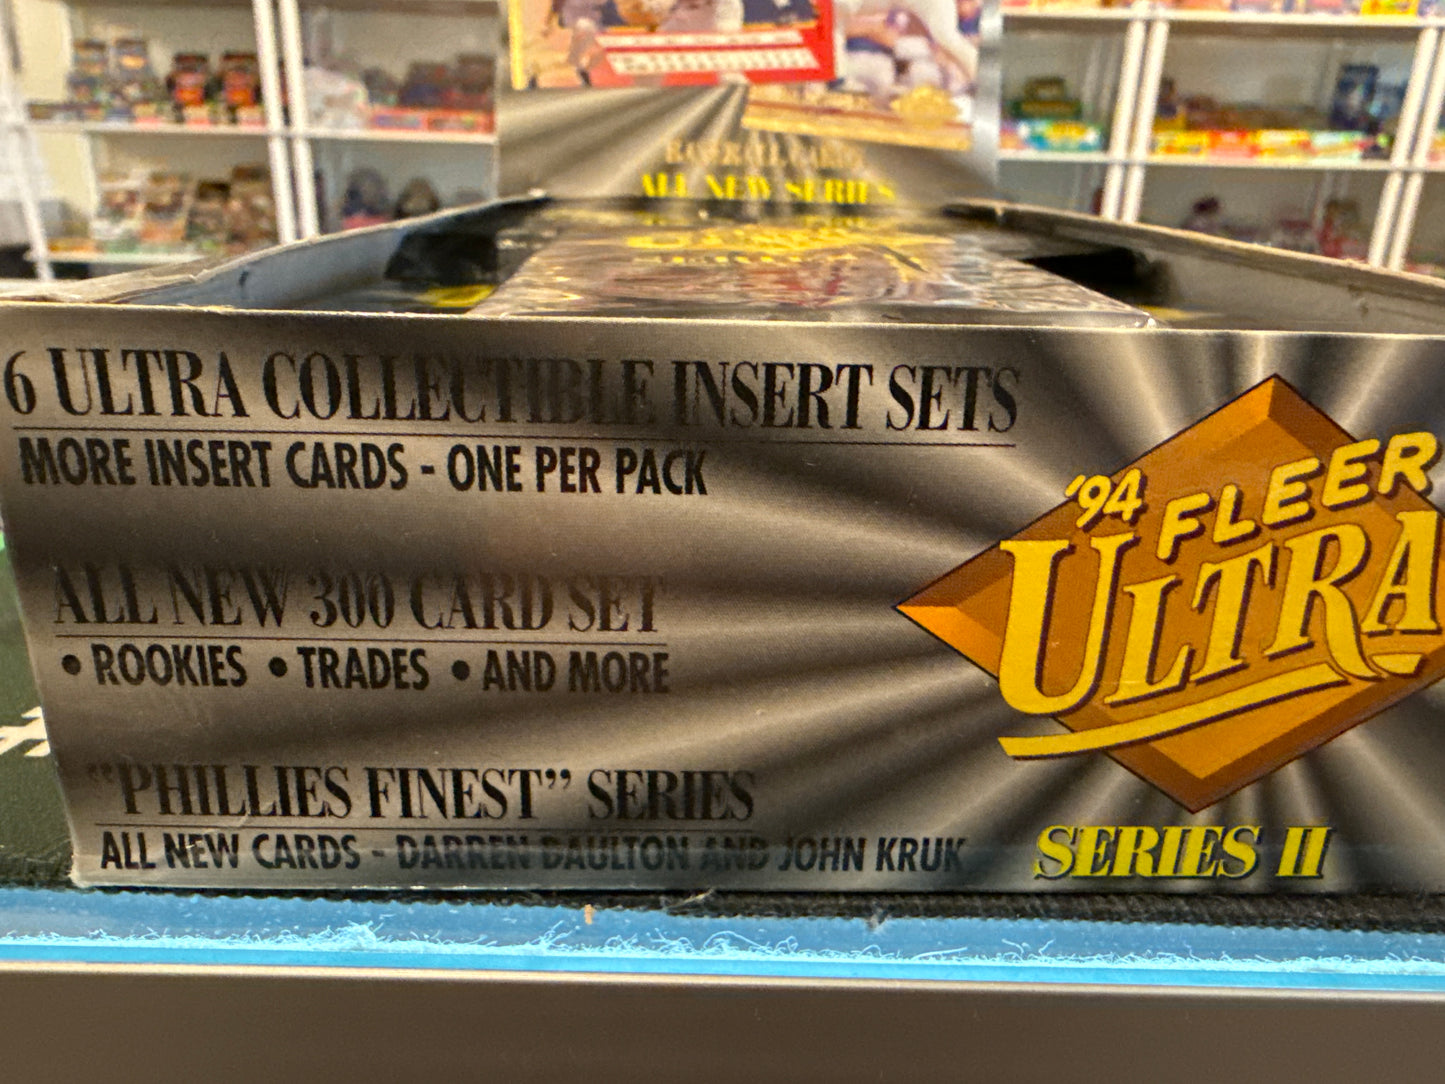 ALL NEW SERIES
6 ULTRA COLLECTIBLE INSERT SETS
MORE INSERT CARDS - ONE PER PACK
ALL NEW 300 CARD SET
• ROOKIES • TRADES • AND MORE
"PHILLIES FINEST" SERIES
ALL NEW CARDS - DARREN DAULTON AND JOHN KRUK
'94 FLEER
ULTRA
SERIES II